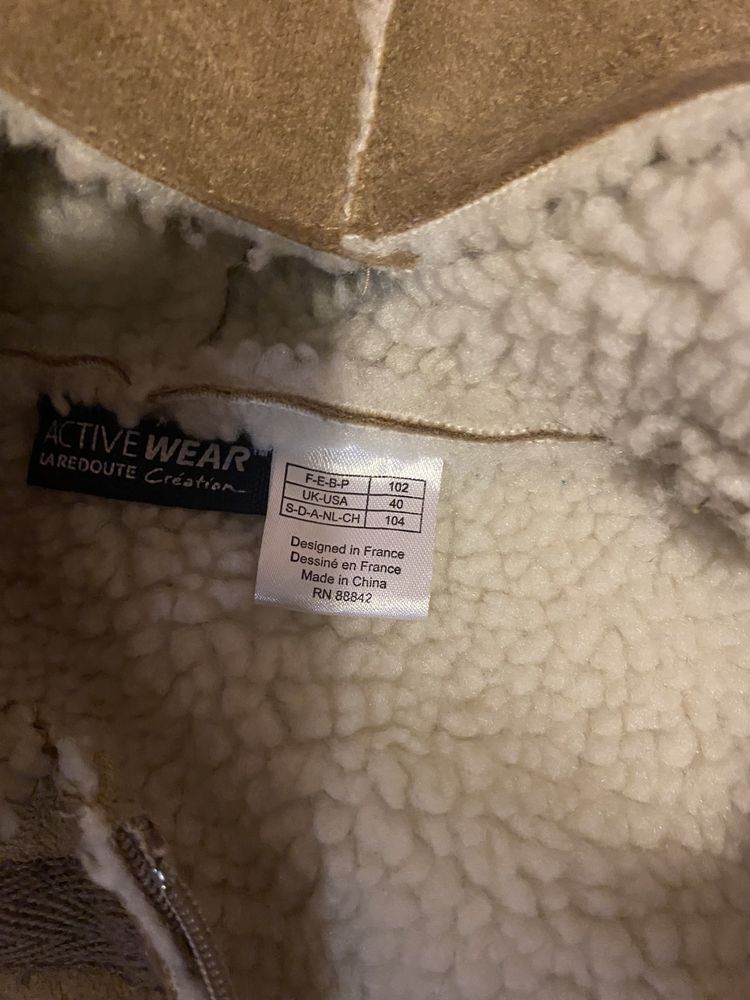 ACTIVE WEAR™
LA REDOUTE Création
F-E-B-P 102
UK-USA 40
S-D-A-NL-CH 104
Designed in France
Dessiné en France
Made in China
RN 88842